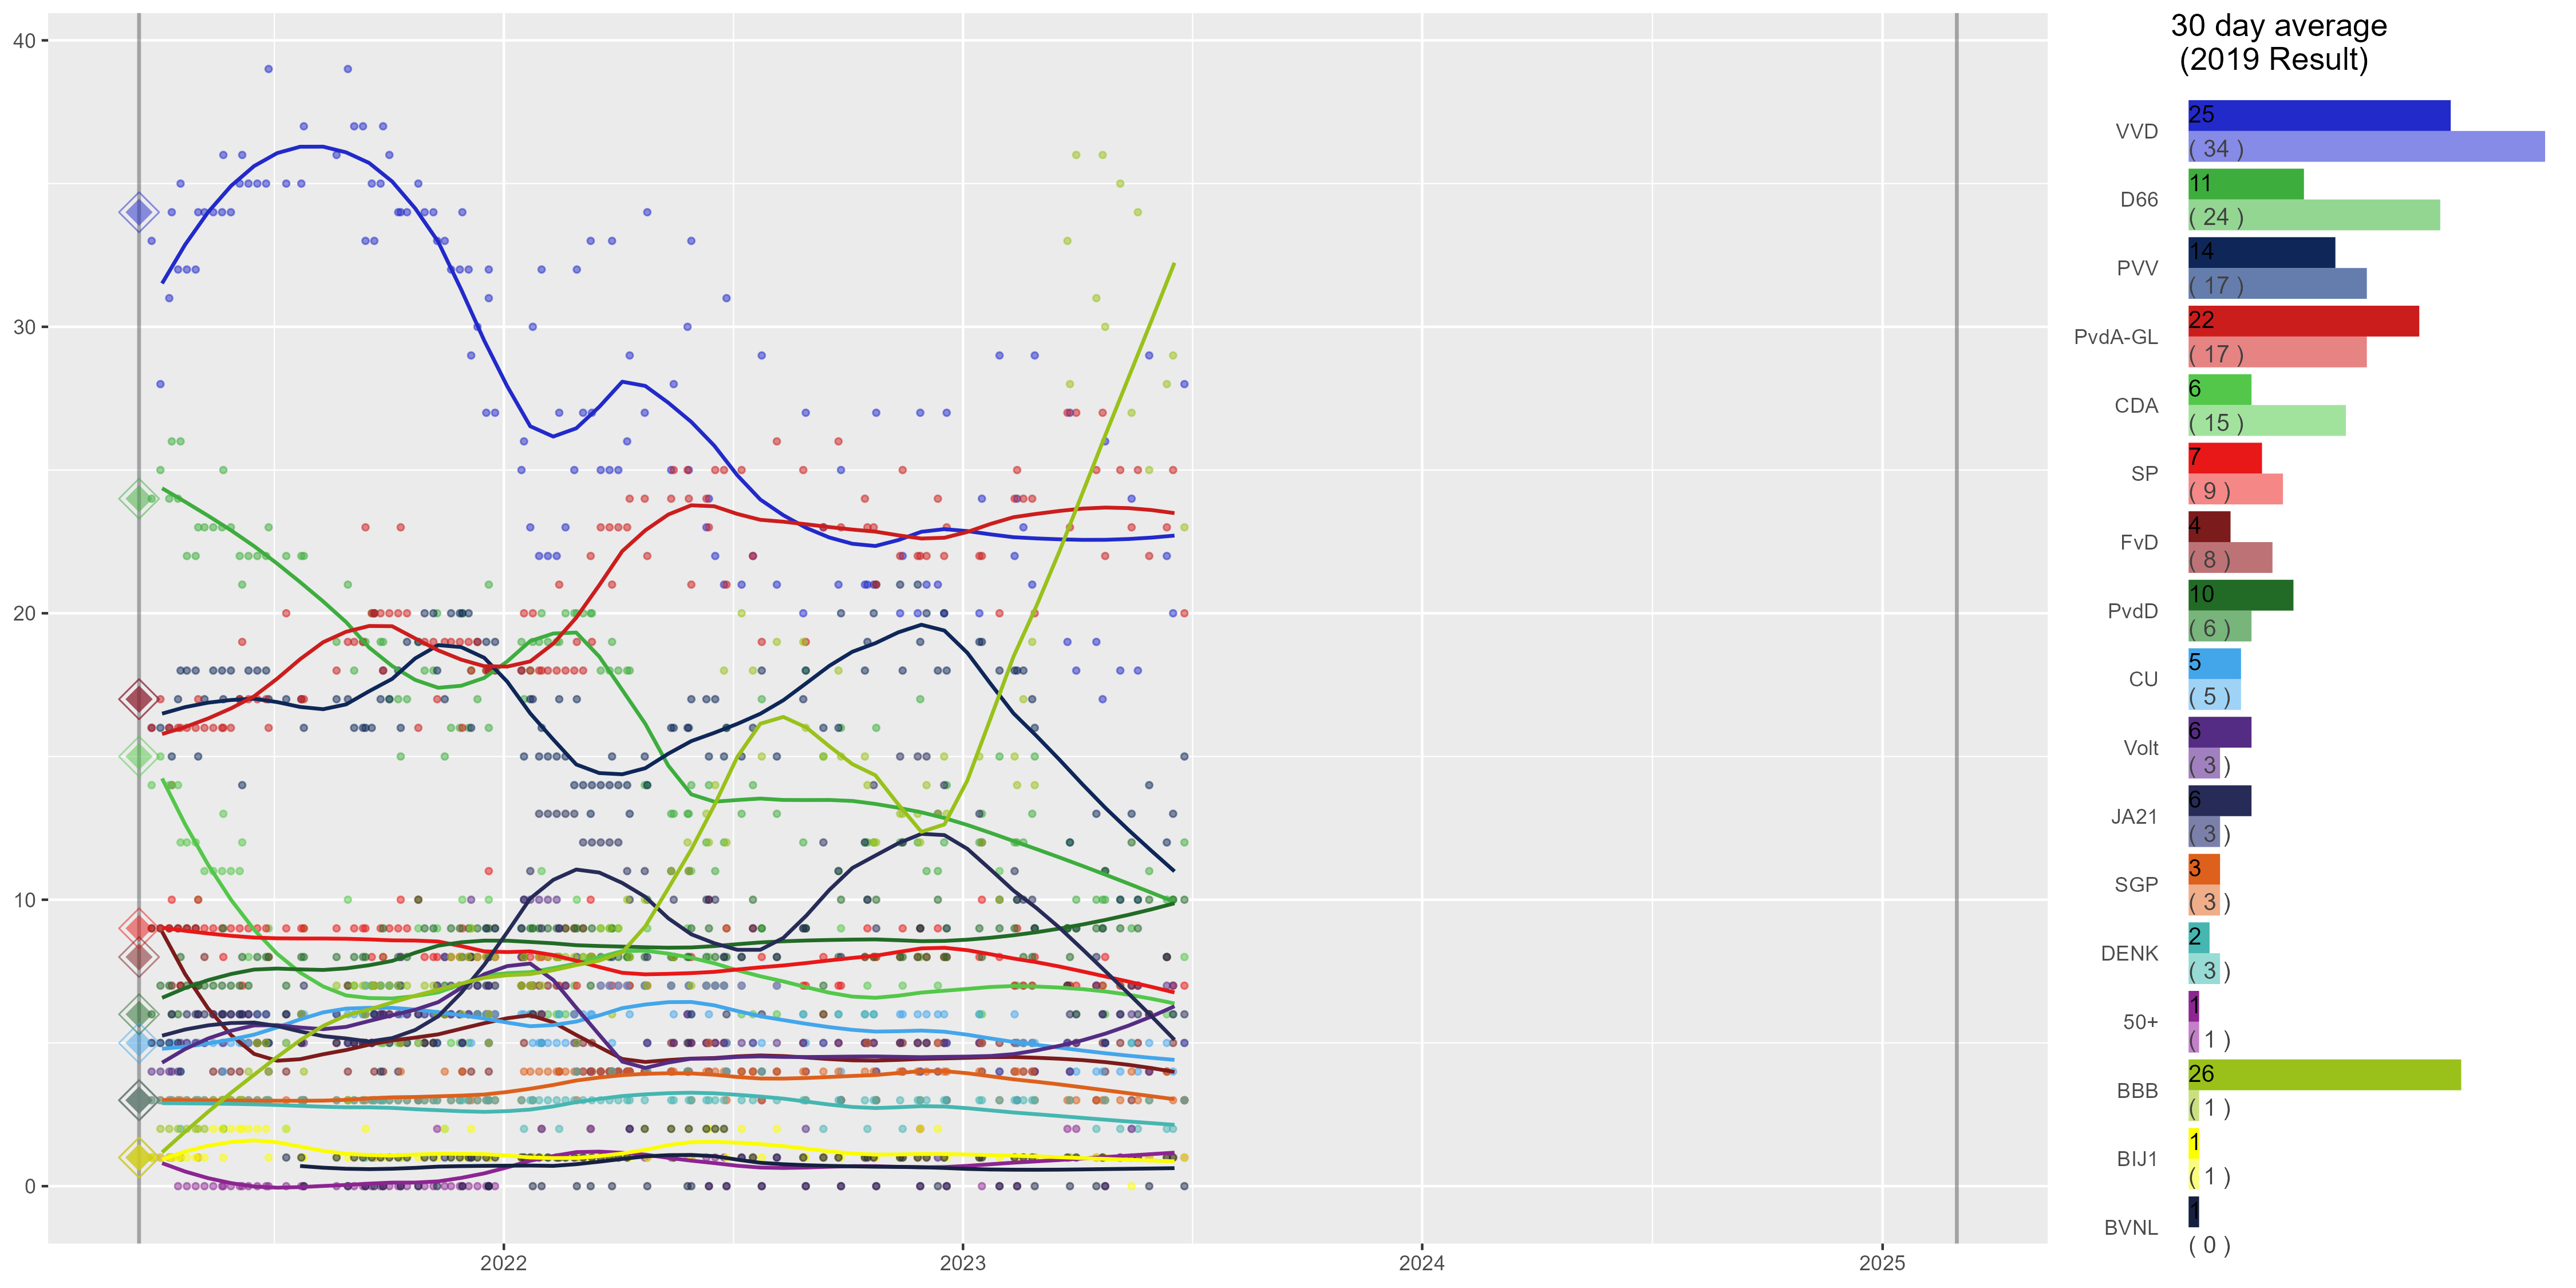 40
30
20
10
0
2022
2023
2024
2025
30 day average
(2019 Result)
VVD
25
( 34 )
D66
11
( 24 )
PVV
14
( 17 )
PvdA-GL
22
( 17 )
CDA
6
( 15 )
SP
7
( 9 )
FvD
4
( 8 )
PvdD
10
( 6 )
CU
5
( 5 )
Volt
6
( 3 )
JA21
6
( 3 )
SGP
3
( 3 )
DENK
2
( 3 )
50+
1
( 1 )
BBB
26
( 1 )
BIJ1
1
( 1 )
BVNL
1
( 0 )